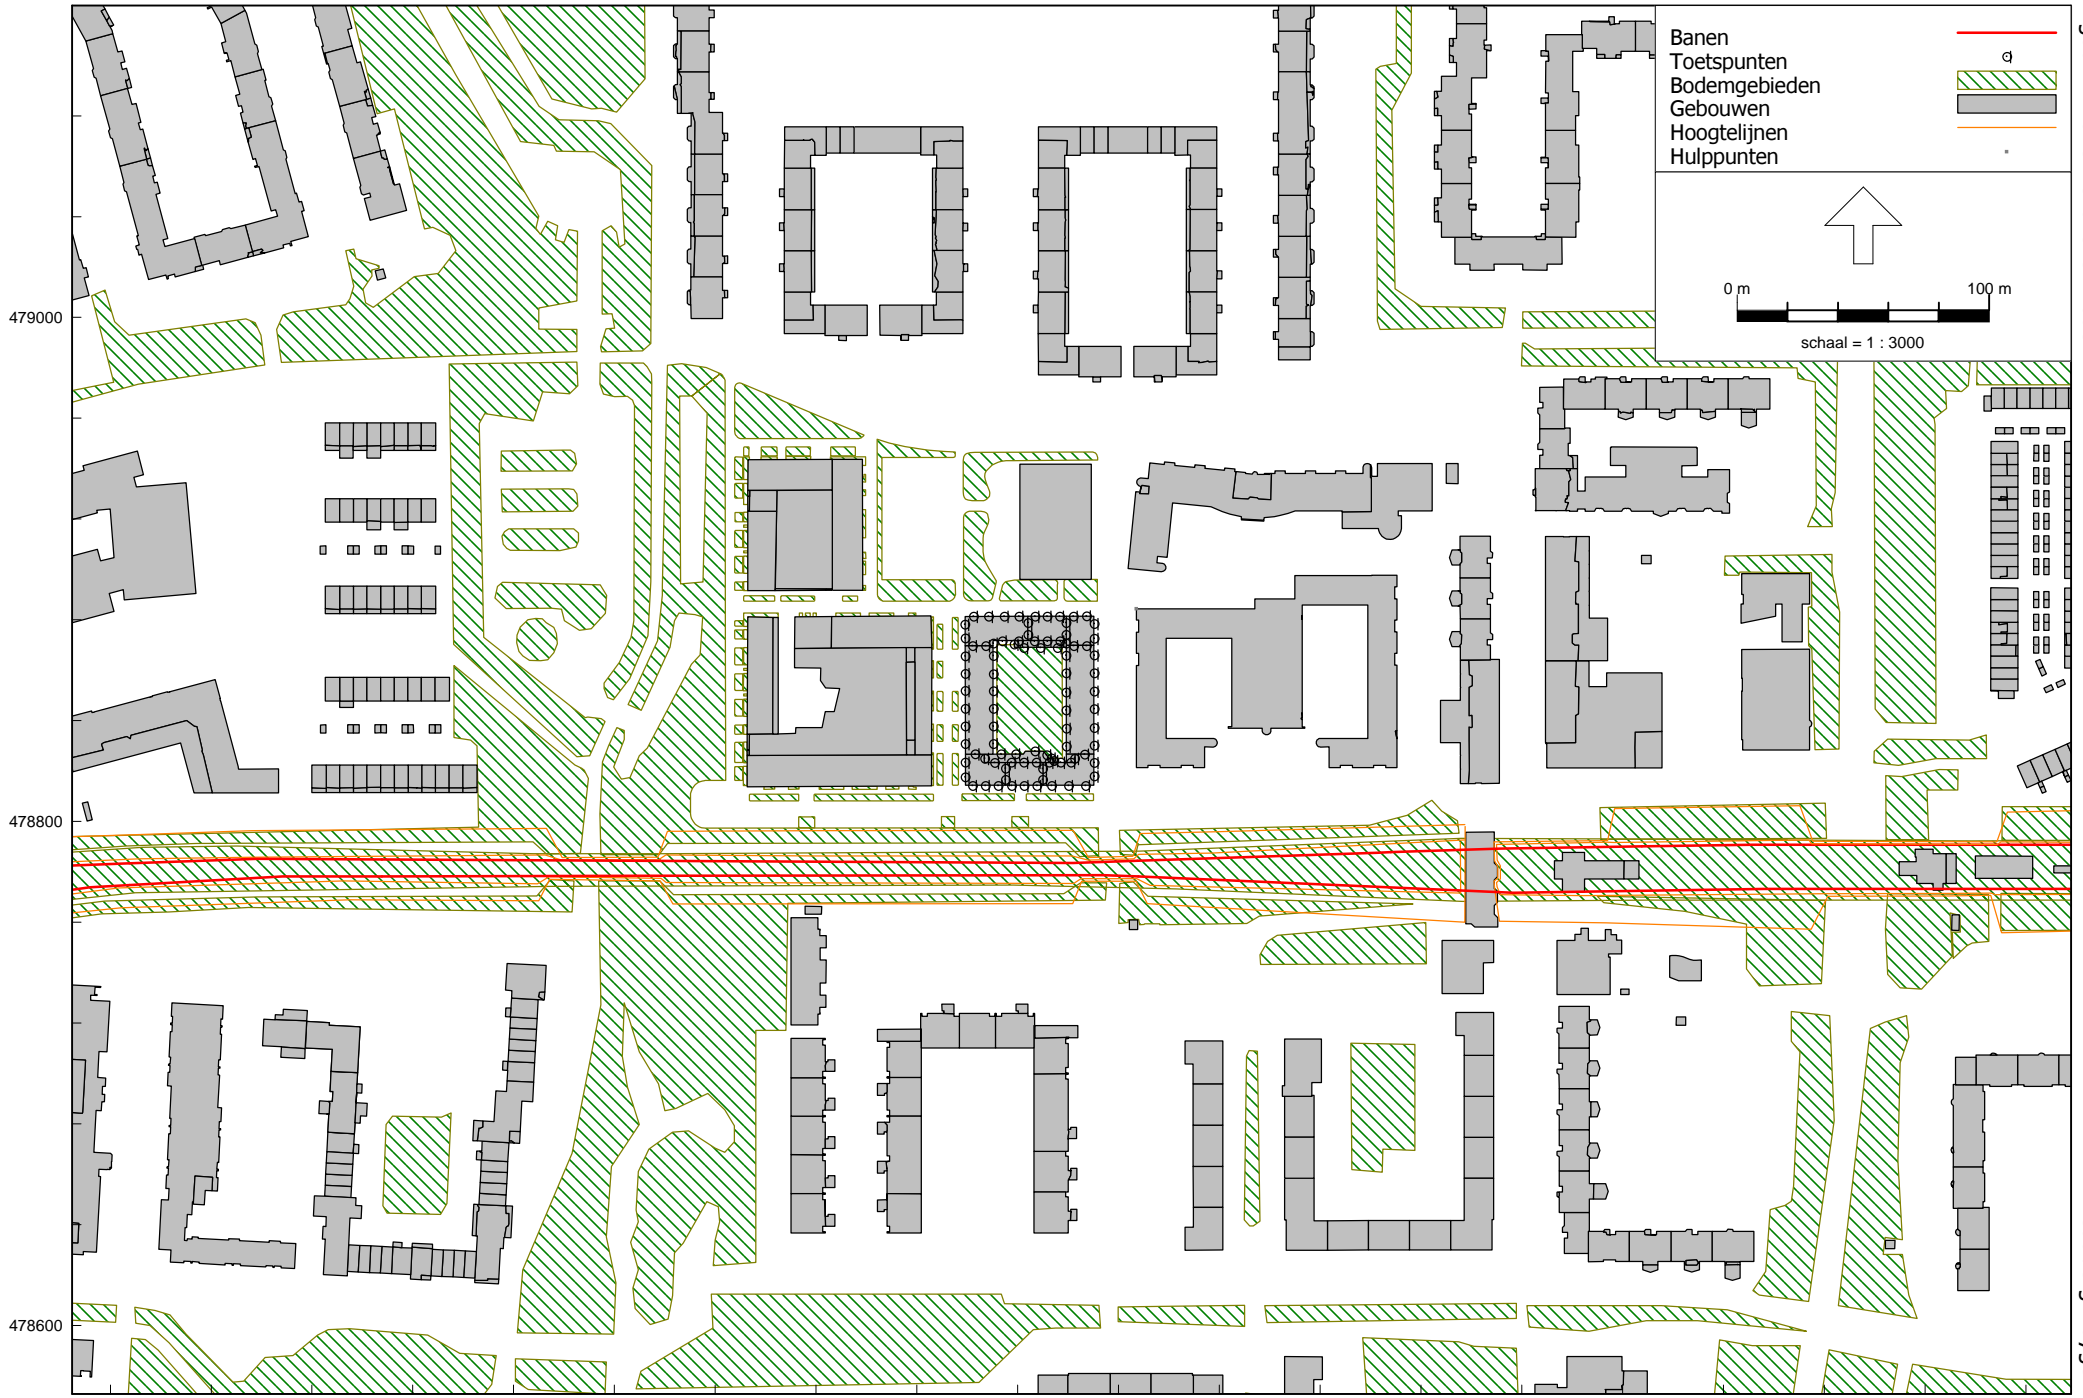 Banen
Toetspunten
Bodemgebieden
Gebouwen
Hoogtelijnen
Hulppunten
0 m 100 m
schaal = 1 : 3000
479000
478800
478600